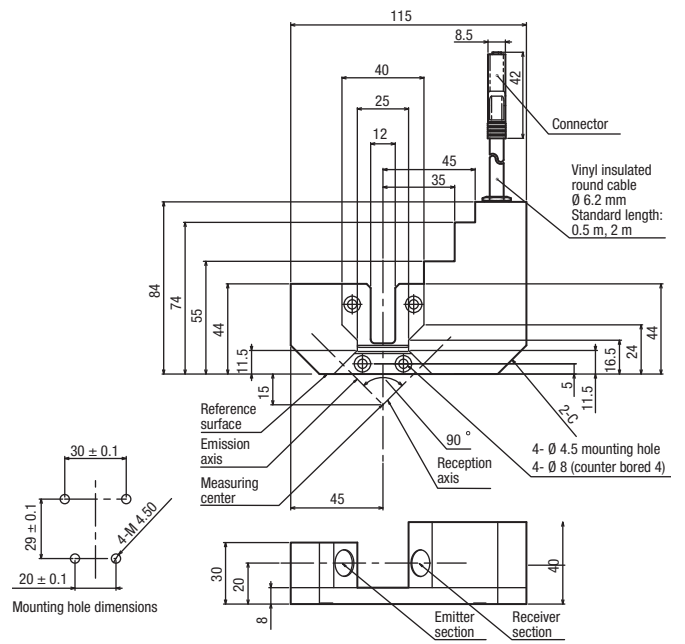 115
8.5
40
42
25
12
Connector
45
35
Vinyl insulated
round cable
Ø 6.2 mm
Standard length:
0.5 m, 2 m
84
74
55
44
11.5
15
16.5
24
44
5
11.5
2-C
Reference
surface
Emission
axis
Measuring
center
90 °
Reception
axis
4- Ø 4.5 mounting hole
4- Ø 8 (counter bored 4)
45
30 ± 0.1
29 ± 0.1
4-M 4.50
20 ± 0.1
Mounting hole dimensions
30
20
8
40
Emitter
section
Receiver
section